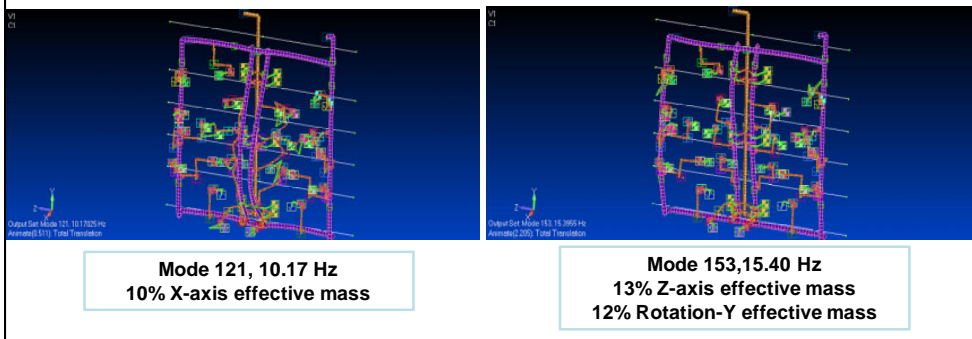 V1
C1
Y
Z
X
Output Set: Mode 121, 10.17025 Hz
Animate(0.511): Total Translation
V1
C1
Y
Z
X
Output Set: Mode 153, 15.3955 Hz
Animate(2.205): Total Translation
Mode 121, 10.17 Hz
10% X-axis effective mass
Mode 153,15.40 Hz
13% Z-axis effective mass
12% Rotation-Y effective mass